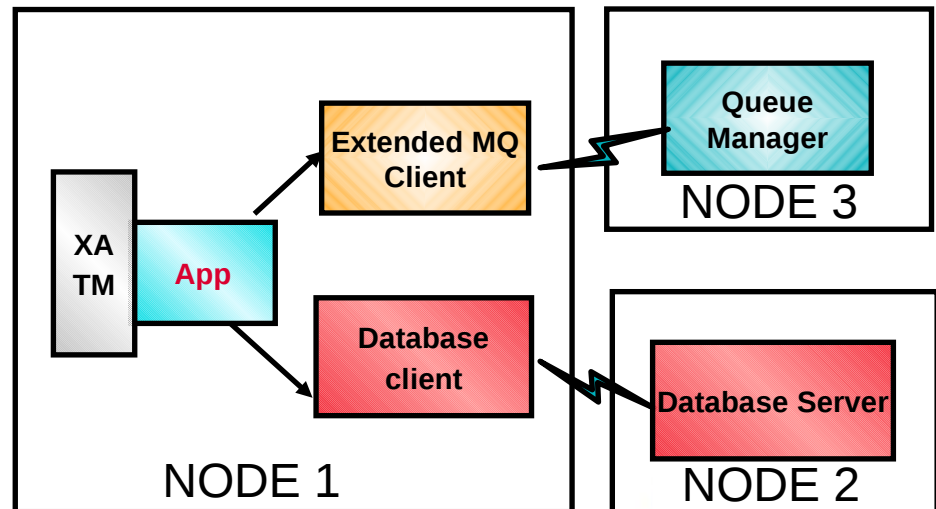 XA
TM
App
Extended MQ
Client
Database
client
NODE 1
Queue
Manager
NODE 3
Database Server
NODE 2